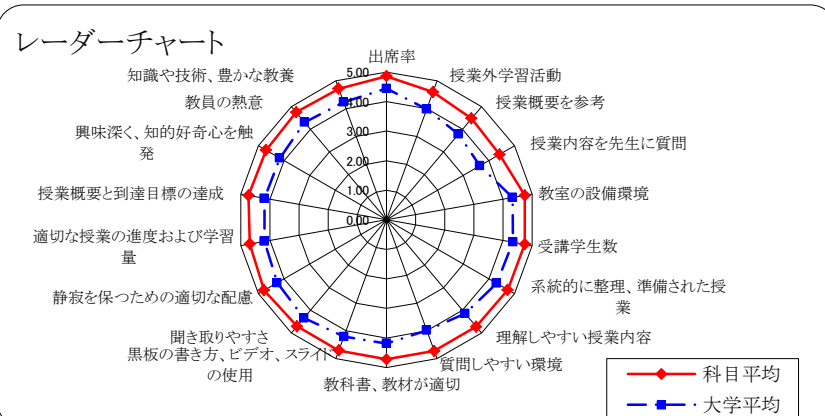 レーダーチャート
出席率
授業外学習活動
授業概要を参考
授業内容を先生に質問
教室の設備環境
受講学生数
系統的に整理、準備された授
業
理解しやすい授業内容
質問しやすい環境
教科書、教材が適切
黒板の書き方、ビデオ、スライド
の使用
聞き取りやすさ
静寂を保つための適切な配慮
適切な授業の進度および学習
量
授業概要と到達目標の達成
興味深く、知的好奇心を触
発
教員の熱意
知識や技術、豊かな教養
5.00
4.00
3.00
2.00
1.00
0.00
科目平均
大学平均